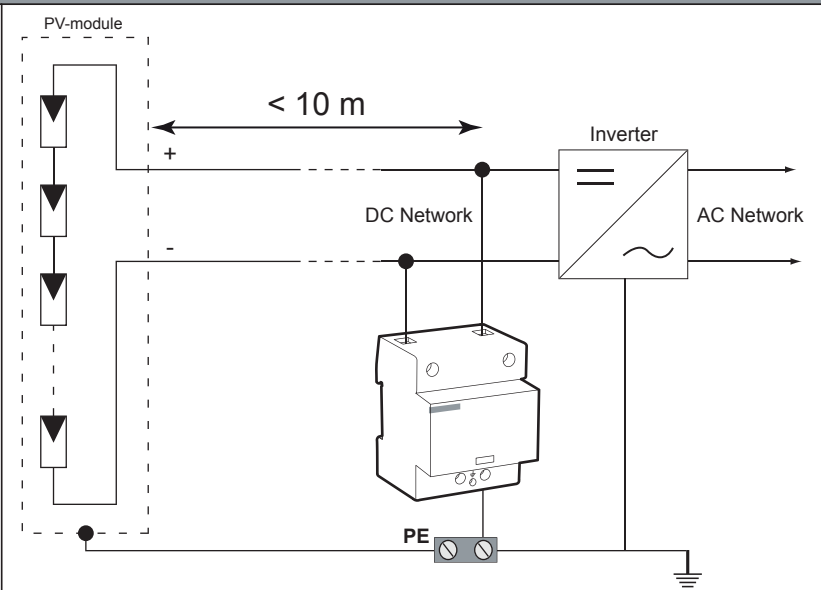 PV-module
< 10 m
Inverter
+
DC Network
AC Network
-
PE